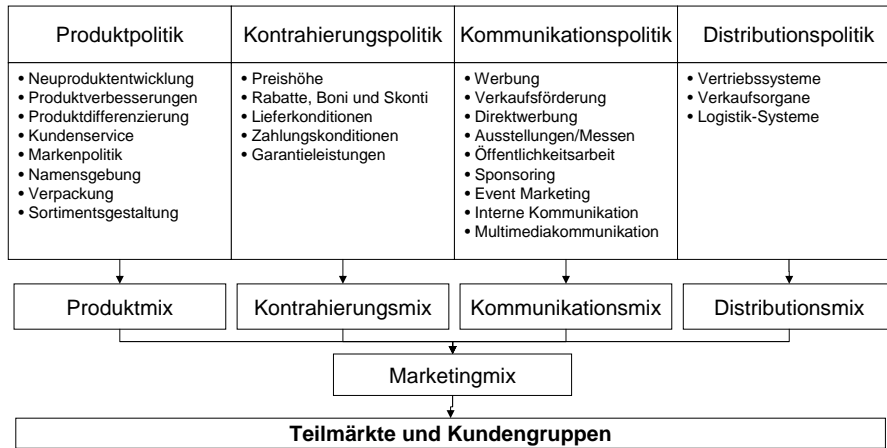 Produktpolitik
• Neuproduktentwicklung
• Produktverbesserungen
• Produktdifferenzierung
• Kundenservice
• Markenpolitik
• Namensgebung
• Verpackung
• Sortimentsgestaltung
Kontrahierungspolitik
• Preishöhe
• Rabatte, Boni und Skonti
• Lieferkonditionen
• Zahlungskonditionen
• Garantieleistungen
Kommunikationspolitik
• Werbung
• Verkaufsförderung
• Direktwerbung
• Ausstellungen/Messen
• Öffentlichkeitsarbeit
• Sponsoring
• Event Marketing
• Interne Kommunikation
• Multimediakommunikation
Distributionspolitik
• Vertriebssysteme
• Verkaufsorgane
• Logistik-Systeme
Produktmix
Kontrahierungsmix
Kommunikationsmix
Distributionsmix
Marketingmix
Teilmärkte und Kundengruppen